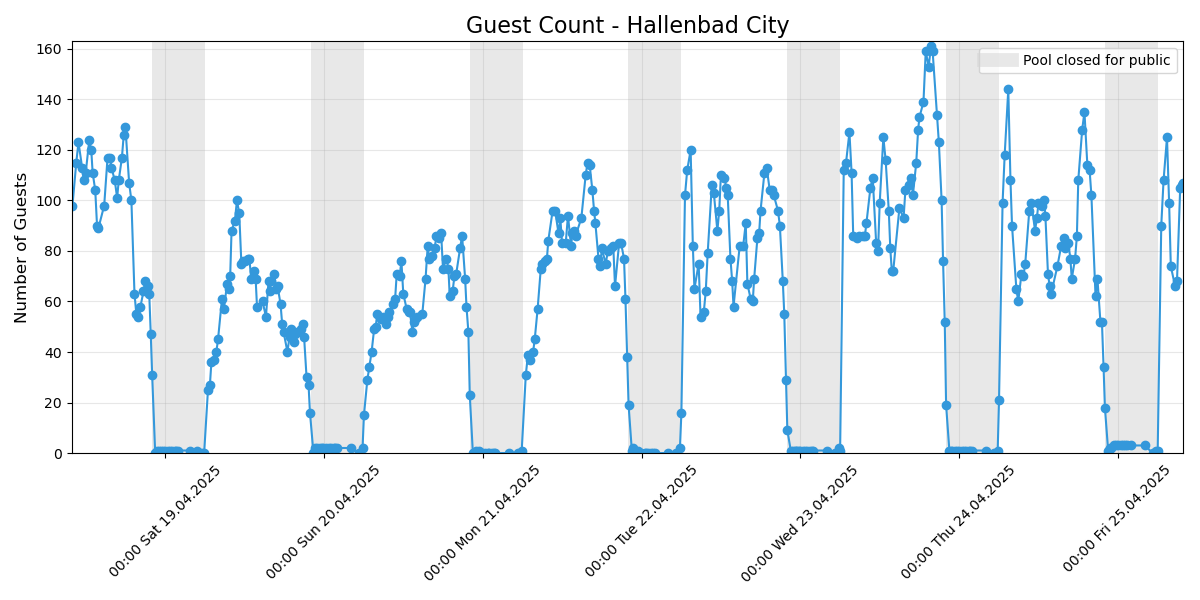 Guest Count - Hallenbad City
Pool closed for public
Number of Guests
160
140
120
100
80
60
40
20
0
00:00 Sat 19.04.2025
00:00 Sun 20.04.2025
00:00 Mon 21.04.2025
00:00 Tue 22.04.2025
00:00 Wed 23.04.2025
00:00 Thu 24.04.2025
00:00 Fri 25.04.2025